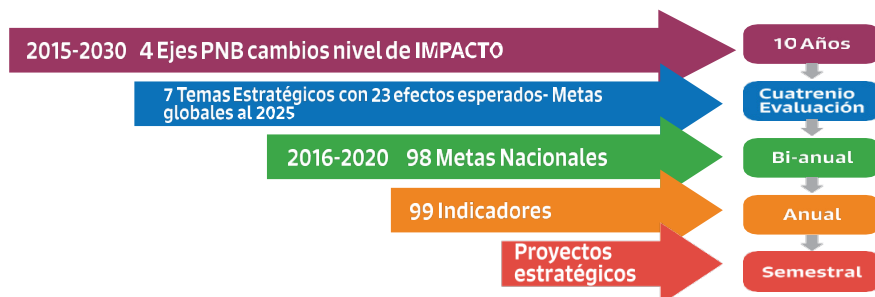 2015-2030 4 Ejes PNB cambios nivel de IMPACTO
10 Años
7 Temas Estratégicos con 23 efectos esperados- Metas
globales al 2025
Cuatrenio
Evaluación
2016-2020 98 Metas Nacionales
Bi-anual
99 Indicadores
Anual
Proyectos
estratégicos
Semestral